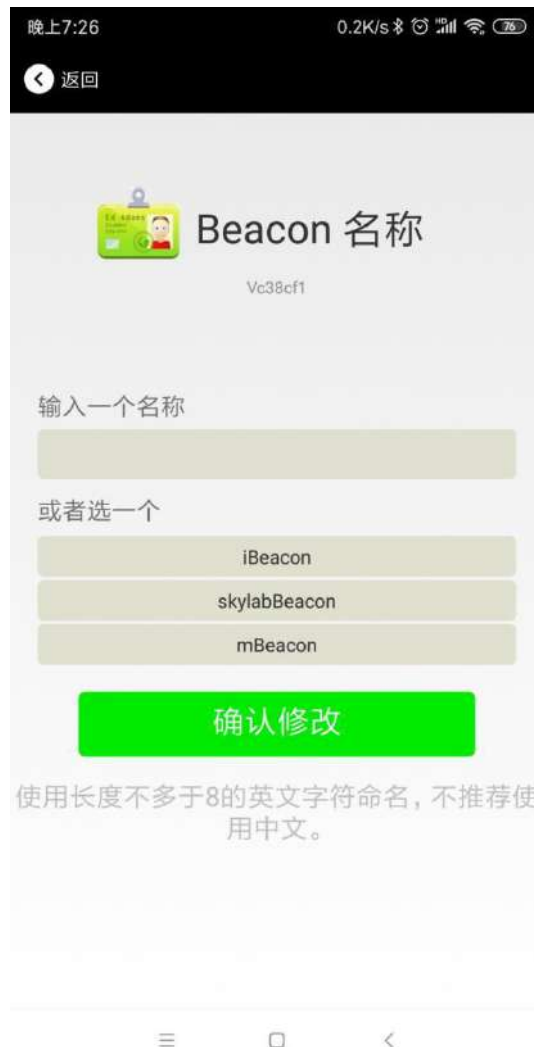 晚上7:26 0.2K/s 76
返回
Beacon 名称
Vc38cf1
输入一个名称
或者选一个
iBeacon
skylabBeacon
mBeacon
确认修改
使用长度不多于8的英文字符命名，不推荐使
用中文。